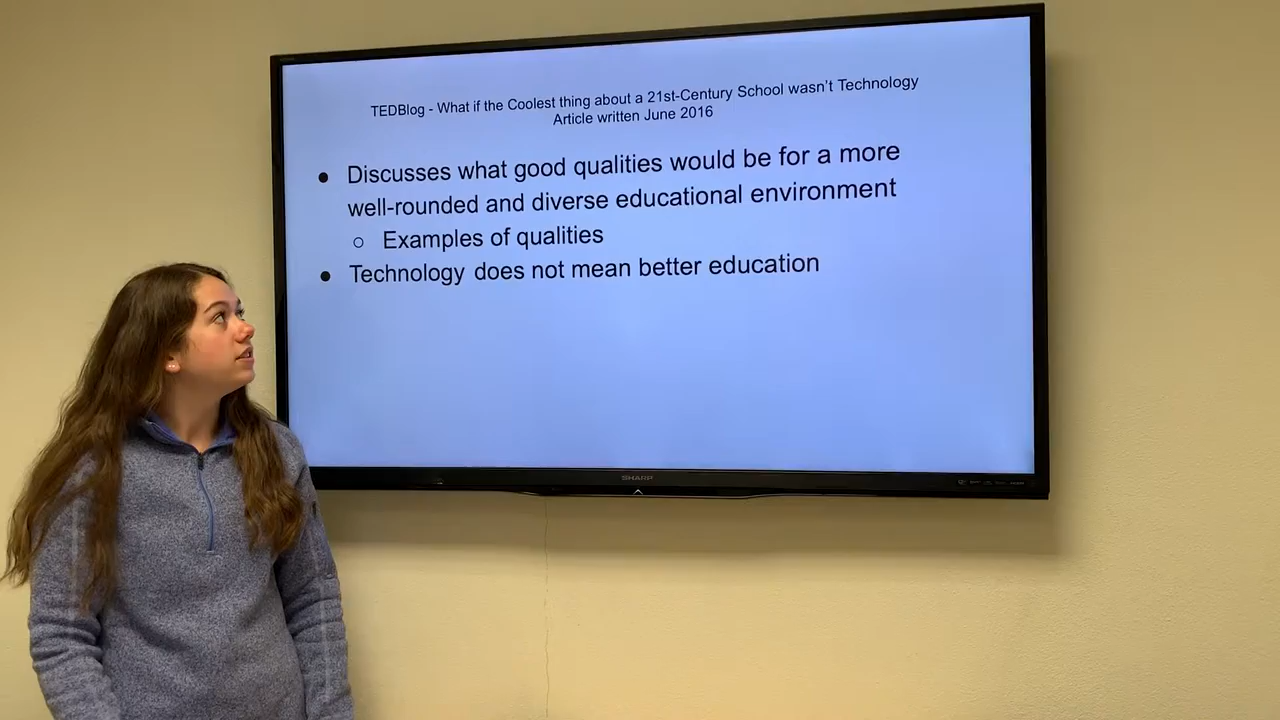 TEDBlog - What if the Coolest thing about a 21st-Century School wasn't Technology
Article written June 2016
● Discusses what good qualities would be for a more
well-rounded and diverse educational environment
○ Examples of qualities
● Technology does not mean better education
SHARP